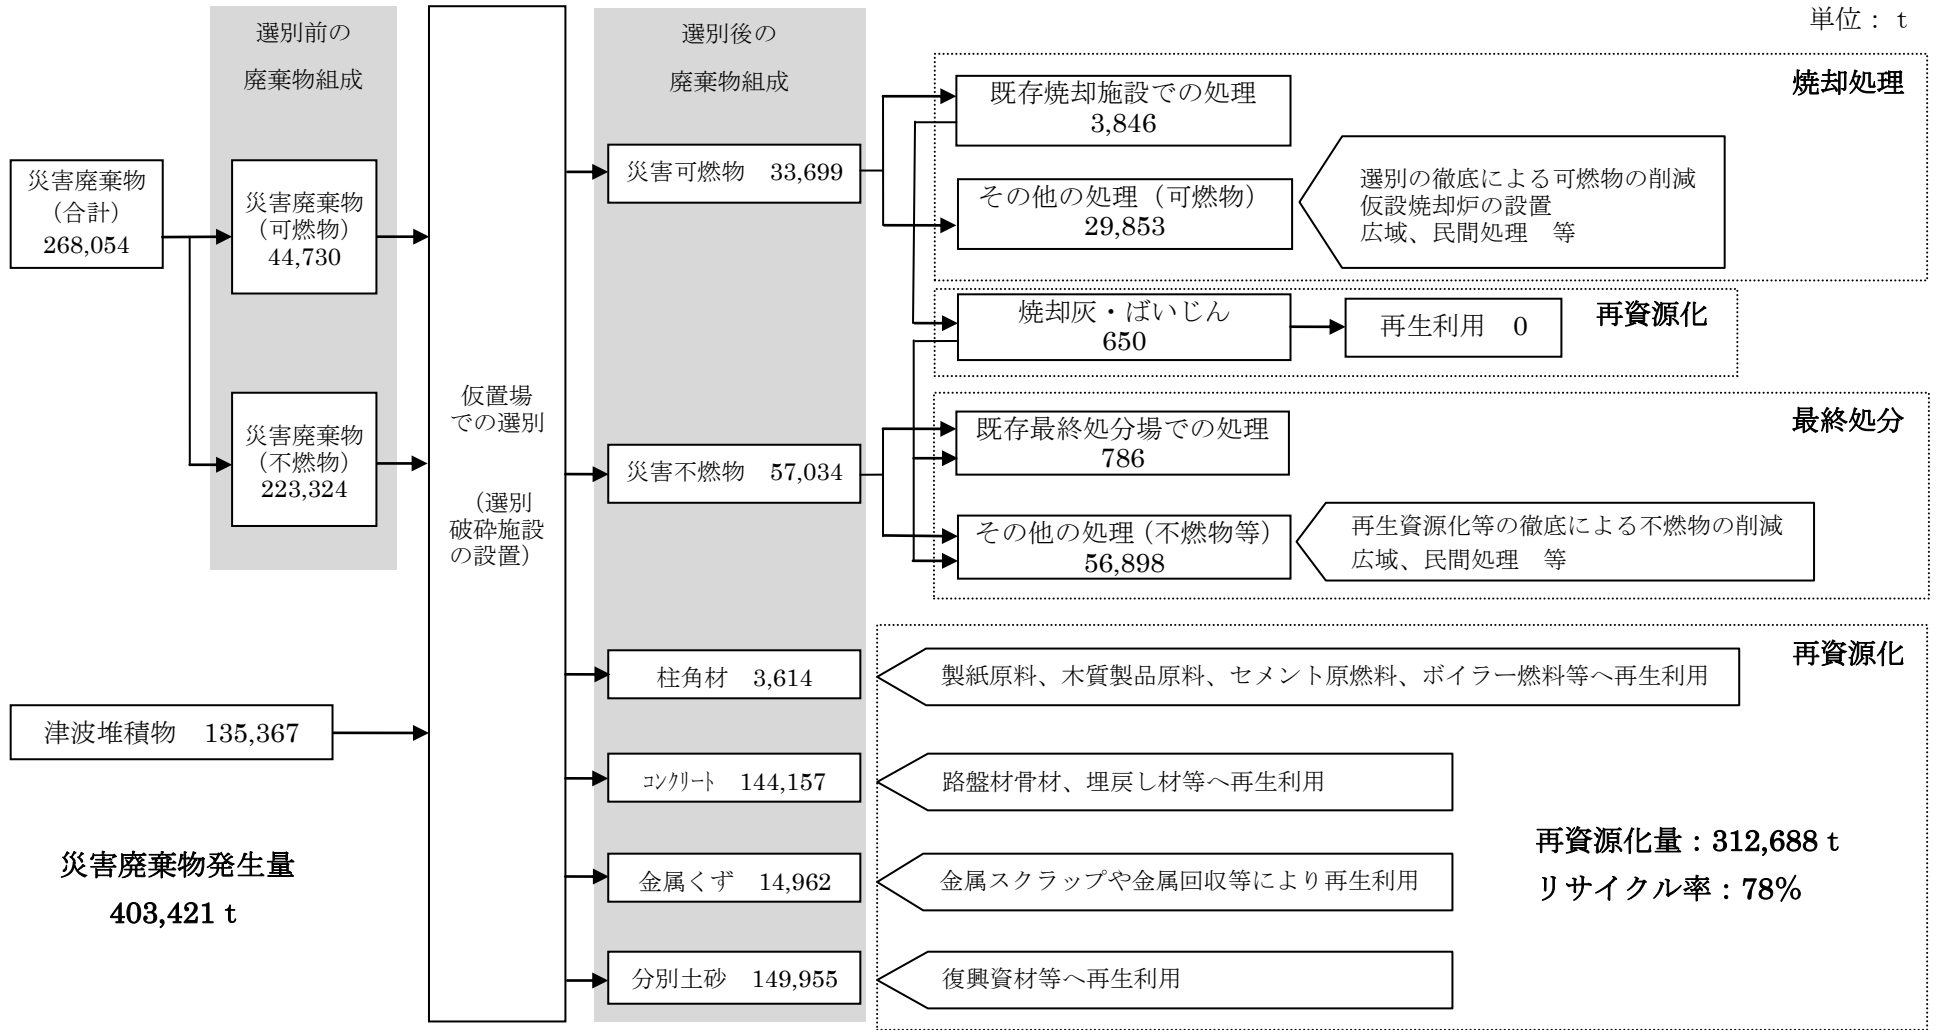 単位：ｔ
選別前の
廃棄物組成
選別後の
廃棄物組成
災害廃棄物
（合計）
268,054
災害廃棄物
（可燃物）
44,730
災害廃棄物
（不燃物）
223,324
津波堆積物　135,367
災害廃棄物発生量
403,421 t
仮置場
での選別
（選別
破砕施設
の設置）
災害可燃物　33,699
災害不燃物　57,034
柱角材　3,614
ｺﾝｸﾘｰﾄ　144,157
金属くず　14,962
分別土砂　149,955
焼却処理
既存焼却施設での処理
3,846
その他の処理（可燃物）
29,853
選別の徹底による可燃物の削減
仮設焼却炉の設置
広域、民間処理　等
再資源化
焼却灰・ばいじん
650
再生利用　0
最終処分
既存最終処分場での処理
786
その他の処理（不燃物等）
56,898
再生資源化等の徹底による不燃物の削減
広域、民間処理　等
再資源化
製紙原料、木質製品原料、セメント原燃料、ボイラー燃料等へ再生利用
路盤材骨材、埋戻し材等へ再生利用
金属スクラップや金属回収等により再生利用
復興資材等へ再生利用
再資源化量：312,688 t
リサイクル率：78%